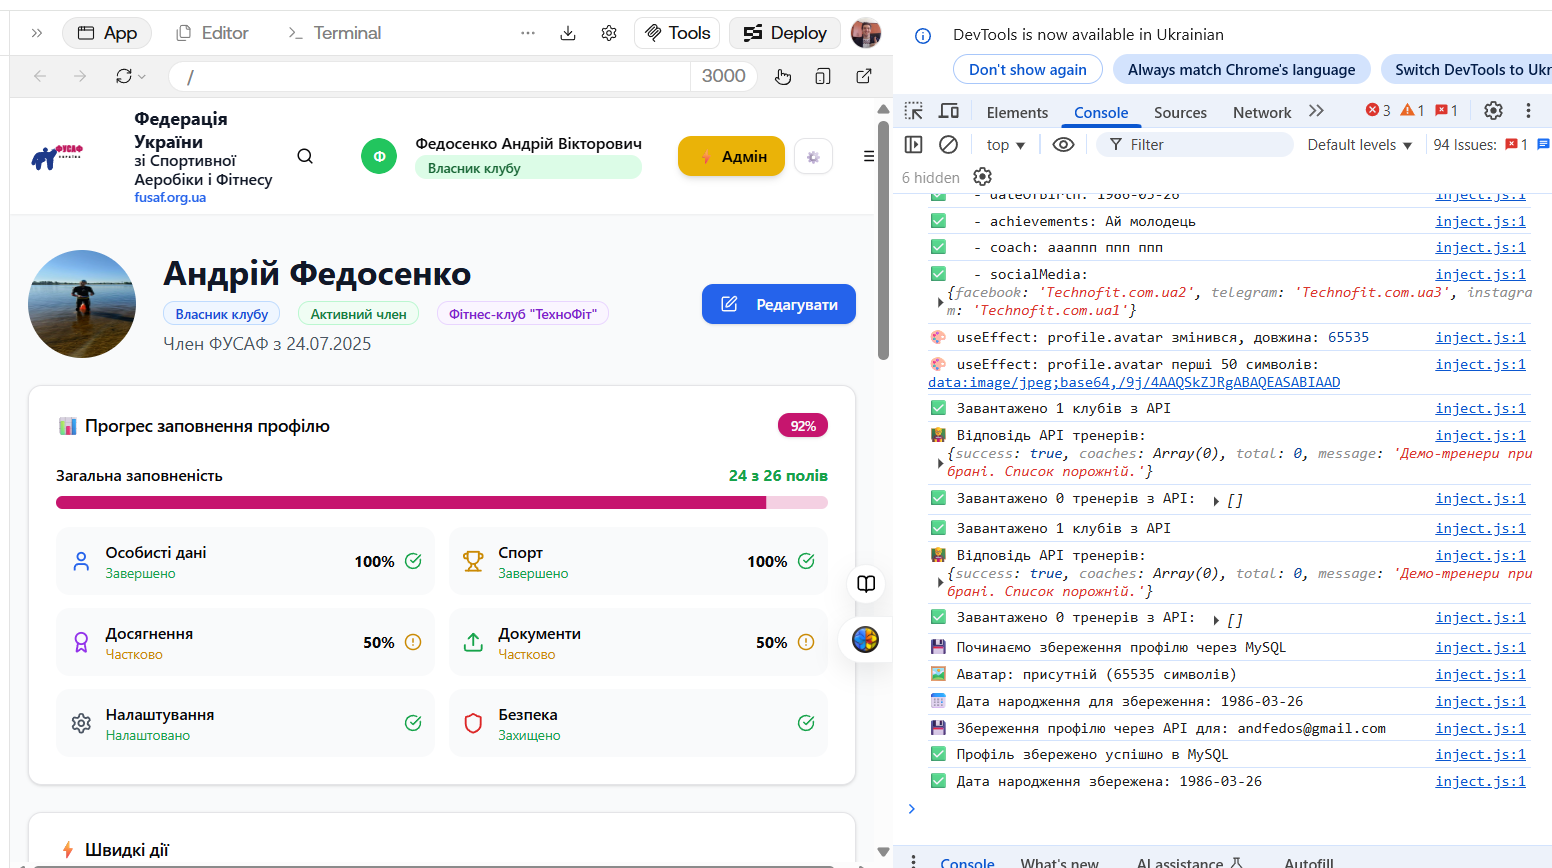 App
Editor
Terminal
Tools
Deploy
/
3000
ФУСАФ
УКРАЇНА
Федерація
України
зі Спортивної
Аеробіки і Фітнесу
fusaf.org.ua
Ф
Федосенко Андрій Вікторович
Власник клубу
Адмін
Андрій Федосенко
Власник клубу
Активний член
Фітнес-клуб "ТехноФіт"
Член ФУСАФ з 24.07.2025
Редагувати
Прогрес заповнення профілю
92%
Загальна заповненість
24 з 26 полів
Особисті дані
Завершено
100%
Спорт
Завершено
100%
Досягнення
Частково
50%
Документи
Частково
50%
Налаштування
Налаштовано
Безпека
Захищено
Швидкі дії
DevTools is now available in Ukrainian
Don't show again
Always match Chrome's language
Switch DevTools to Ukr
Elements
Console
Sources
Network
3
1
1
top
Filter
Default levels
94 Issues:
1
6 hidden
- dateOfBirth: 1986-03-26 inject.js:1
- achievements: Ай молодець inject.js:1
- coach: аааппп ппп ппп inject.js:1
- socialMedia: inject.js:1
{facebook: 'Technofit.com.ua2', telegram: 'Technofit.com.ua3', instagra
m: 'Technofit.com.ua1'}
useEffect: profile.avatar змінився, довжина: 65535 inject.js:1
useEffect: profile.avatar перші 50 символів: inject.js:1
data:image/jpeg;base64,/9j/4AAQSkZJRgABAQEASABIAAD
Завантажено 1 клубів з API inject.js:1
Відповідь API тренерів: inject.js:1
{success: true, coaches: Array(0), total: 0, message: 'Демо-тренери при
брані. Список порожній.'}
Завантажено 0 тренерів з API: [] inject.js:1
Завантажено 1 клубів з API inject.js:1
Відповідь API тренерів: inject.js:1
{success: true, coaches: Array(0), total: 0, message: 'Демо-тренери при
брані. Список порожній.'}
Завантажено 0 тренерів з API: [] inject.js:1
Починаємо збереження профілю через MySQL inject.js:1
Аватар: присутній (65535 символів) inject.js:1
Дата народження для збереження: 1986-03-26 inject.js:1
Збереження профілю через API для: andfedos@gmail.com inject.js:1
Профіль збережено успішно в MySQL inject.js:1
Дата народження збережена: 1986-03-26 inject.js:1
Console
What's new
AI assistance
Autofill